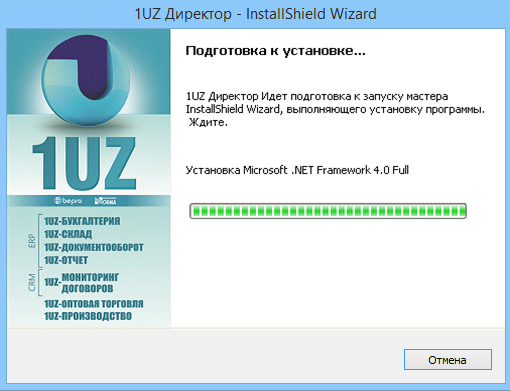 1UZ Директор - InstallShield Wizard
Подготовка к установке...
1UZ Директор Идет подготовка к запуску мастера
InstallShield Wizard, выполняющего установку программы.
Ждите.
Установка Microsoft .NET Framework 4.0 Full
1UZ
bepro
NORMA
ERP
1UZ-БУХГАЛТЕРИЯ
1UZ-СКЛАД
1UZ-ДОКУМЕНТООБОРОТ
1UZ-ОТЧЕТ
CRM
1UZ-МОНИТОРИНГ
ДОГОВОРОВ
1UZ-ОПТОВАЯ ТОРГОВЛЯ
1UZ-ПРОИЗВОДСТВО
Отмена